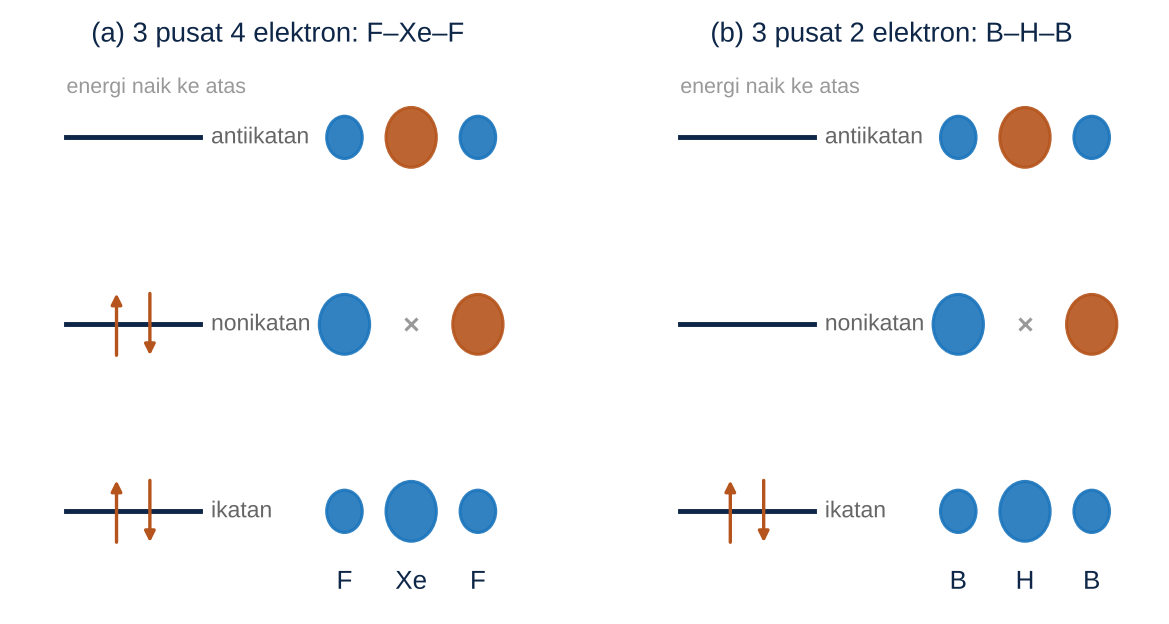 (a) 3 pusat 4 elektron: F–Xe–F
energi naik ke atas
antiikatan
nonikatan
×
ikatan
F Xe F
(b) 3 pusat 2 elektron: B–H–B
energi naik ke atas
antiikatan
nonikatan
×
ikatan
B H B